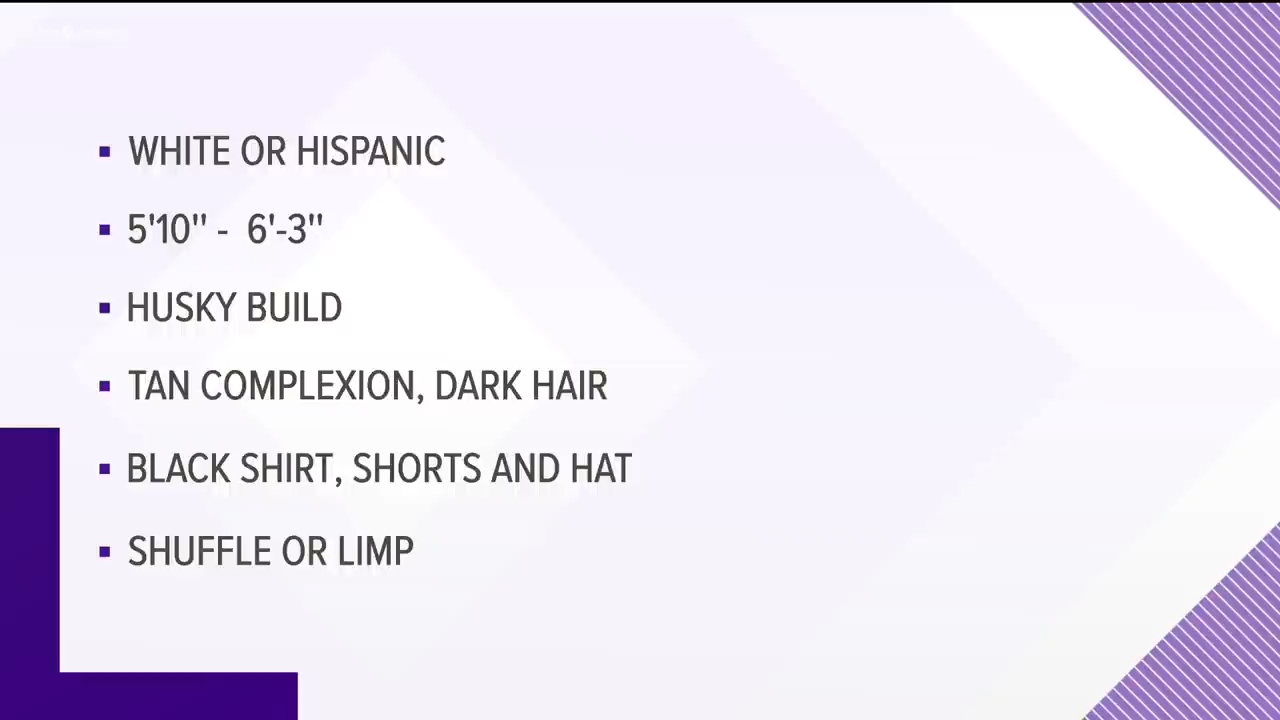 WHITE OR HISPANIC
5'10" - 6'-3"
HUSKY BUILD
TAN COMPLEXION, DARK HAIR
BLACK SHIRT, SHORTS AND HAT
SHUFFLE OR LIMP